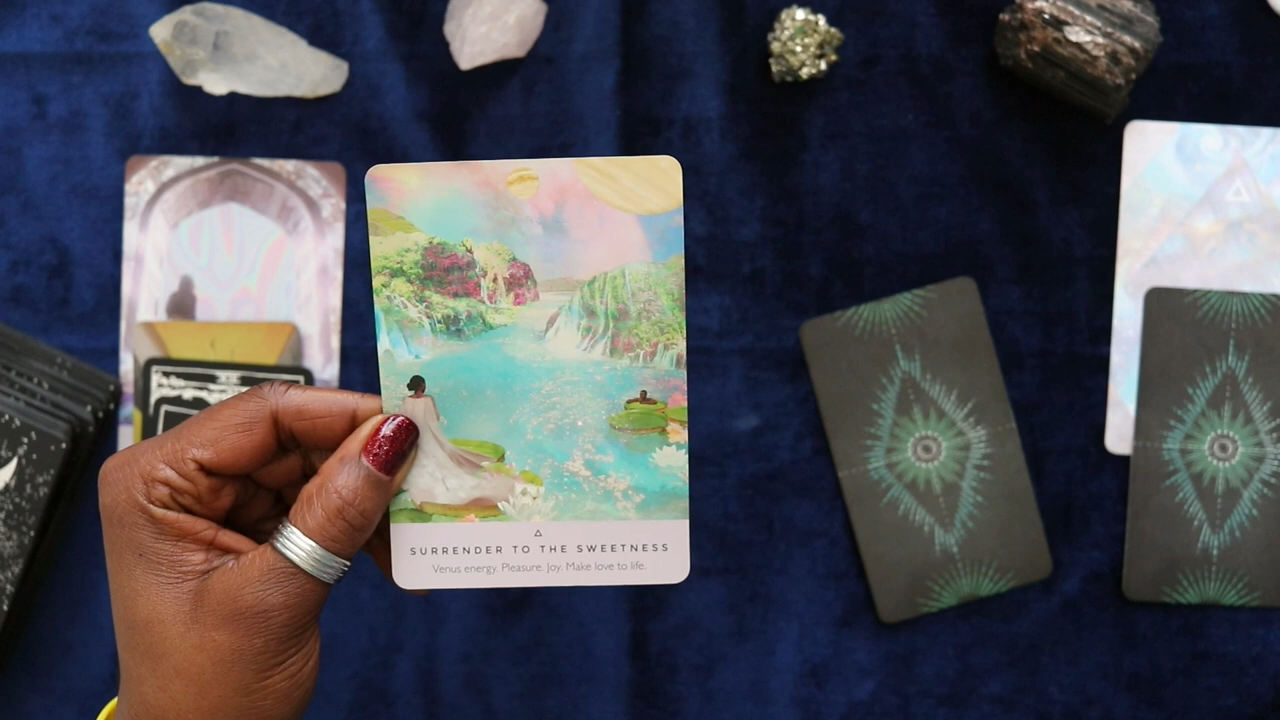 SURRENDER TO THE SWEETNESS
Venus energy. Pleasure. Joy. Make love to life.